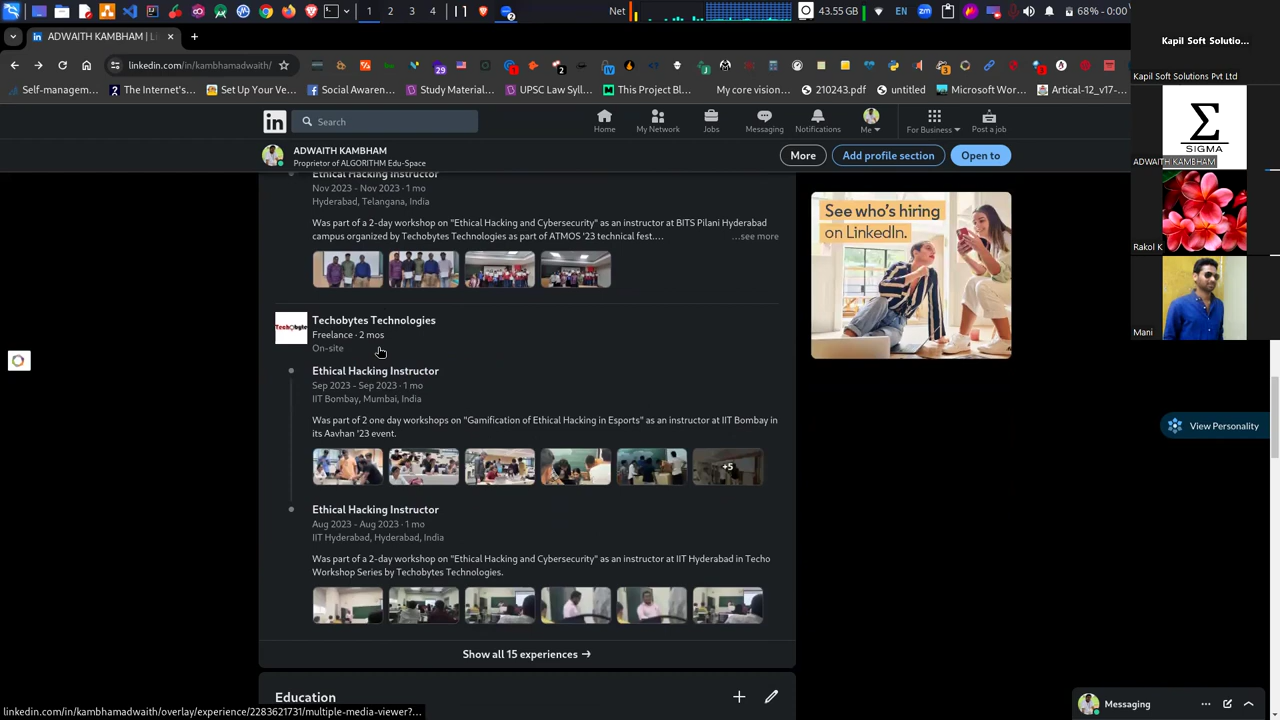 1 2 3 4
Net
43.55 GB
EN
68% - 0:00
ADWAITH KAMBHAM | Li
linkedin.com/in/kambhamadwaith/
Self-managem...
The Internet's...
Set Up Your Ve...
Social Awaren...
Study Material...
UPSC Law Syll...
This Project Bl...
My core vision...
210243.pdf
untitled
Microsoft Wor...
Artical-12_v17-...
Search
Home
My Network
Jobs
Messaging
Notifications
Me
For Business
Post a job
ADWAITH KAMBHAM
Proprietor of ALGORITHM Edu-Space
More
Add profile section
Open to
Ethical Hacking Instructor
Nov 2023 - Nov 2023 · 1 mo
Hyderabad, Telangana, India
Was part of a 2-day workshop on "Ethical Hacking and Cybersecurity" as an instructor at BITS Pilani Hyderabad
campus organized by Techobytes Technologies as part of ATMOS '23 technical fest.... ...see more
Techobytes Technologies
Freelance · 2 mos
On-site
Ethical Hacking Instructor
Sep 2023 - Sep 2023 · 1 mo
IIT Bombay, Mumbai, India
Was part of 2 one day workshops on "Gamification of Ethical Hacking in Esports" as an instructor at IIT Bombay in
its Aavhan '23 event.
+5
Ethical Hacking Instructor
Aug 2023 - Aug 2023 · 1 mo
IIT Hyderabad, Hyderabad, India
Was part of a 2-day workshop on "Ethical Hacking and Cybersecurity" as an instructor at IIT Hyderabad in Techo
Workshop Series by Techobytes Technologies.
Show all 15 experiences →
Education
See who's hiring
on LinkedIn.
View Personality
Messaging
linkedin.com/in/kambhamadwaith/overlay/experience/2283621731/multiple-media-viewer?...
Kapil Soft Solutio...
Kapil Soft Solutions Pvt Ltd
Σ
SIGMA
ADWAITH KAMBHAM
Rakol K
Mani